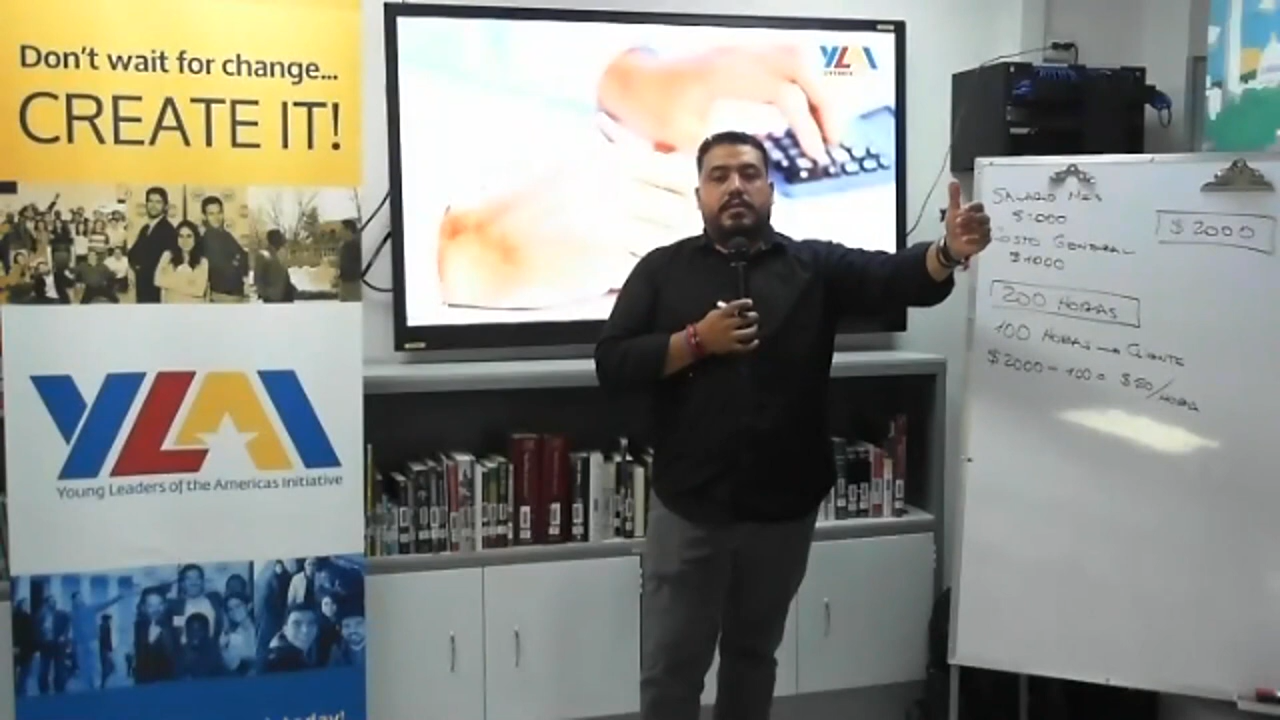 Don't wait for change...
CREATE IT!
YLAI
Young Leaders of the Americas Initiative
today!
YLAI
SALARIO MES
$1000
COSTO GENERAL
$1000
$2000
200 HORAS
100 HORAS → CLIENTE
$2000 ÷ 100 = $20/HORA